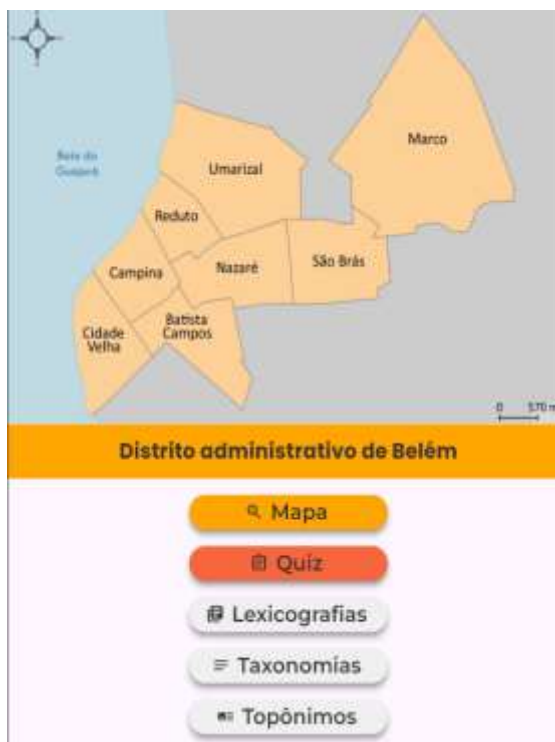 Marco
Umarizal
Baía do
Guajará
Reduto
São Brás
Nazaré
Campina
Batista
Campos
Cidade
Velha
0 570 m
Distrito administrativo de Belém
Mapa
Quiz
Lexicografias
Taxonomias
Topônimos